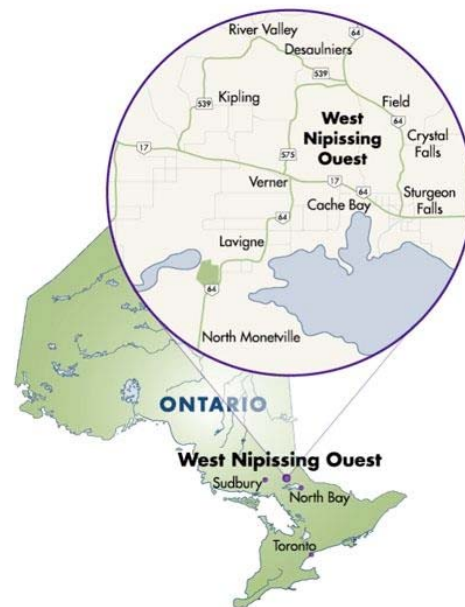 64
River Valley
Desaulniers
539
Kipling
539
Field
West
Nipissing
Ouest
64
Crystal
Falls
17
575
Verner
17
64
Cache Bay
Sturgeon
Falls
64
Lavigne
64
North Monetville
ONTARIO
West Nipissing Ouest
Sudbury
North Bay
Toronto